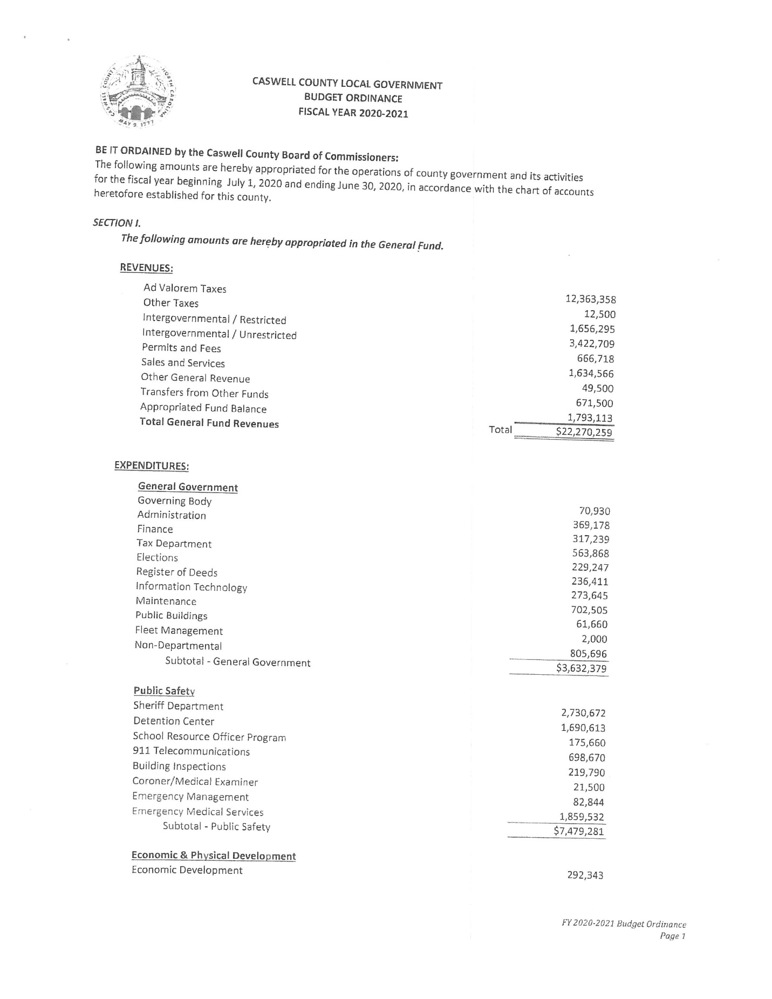 CASWELL COUNTY NORTH CAROLINA
MAY 9, 1777
CASWELL COUNTY LOCAL GOVERNMENT
BUDGET ORDINANCE
FISCAL YEAR 2020-2021
BE IT ORDAINED by the Caswell County Board of Commissioners:
The following amounts are hereby appropriated for the operations of county government and its activities
for the fiscal year beginning July 1, 2020 and ending June 30, 2020, in accordance with the chart of accounts
heretofore established for this county.
SECTION I.
The following amounts are hereby appropriated in the General Fund.
REVENUES:
Ad Valorem Taxes 12,363,358
Other Taxes 12,500
Intergovernmental / Restricted 1,656,295
Intergovernmental / Unrestricted 3,422,709
Permits and Fees 666,718
Sales and Services 1,634,566
Other General Revenue 49,500
Transfers from Other Funds 671,500
Appropriated Fund Balance 1,793,113
Total General Fund Revenues Total $22,270,259
EXPENDITURES:
General Government
Governing Body 70,930
Administration 369,178
Finance 317,239
Tax Department 563,868
Elections 229,247
Register of Deeds 236,411
Information Technology 273,645
Maintenance 702,505
Public Buildings 61,660
Fleet Management 2,000
Non-Departmental 805,696
Subtotal - General Government $3,632,379
Public Safety
Sheriff Department 2,730,672
Detention Center 1,690,613
School Resource Officer Program 175,660
911 Telecommunications 698,670
Building Inspections 219,790
Coroner/Medical Examiner 21,500
Emergency Management 82,844
Emergency Medical Services 1,859,532
Subtotal - Public Safety $7,479,281
Economic & Physical Development
Economic Development 292,343
FY 2020-2021 Budget Ordinance
Page 1